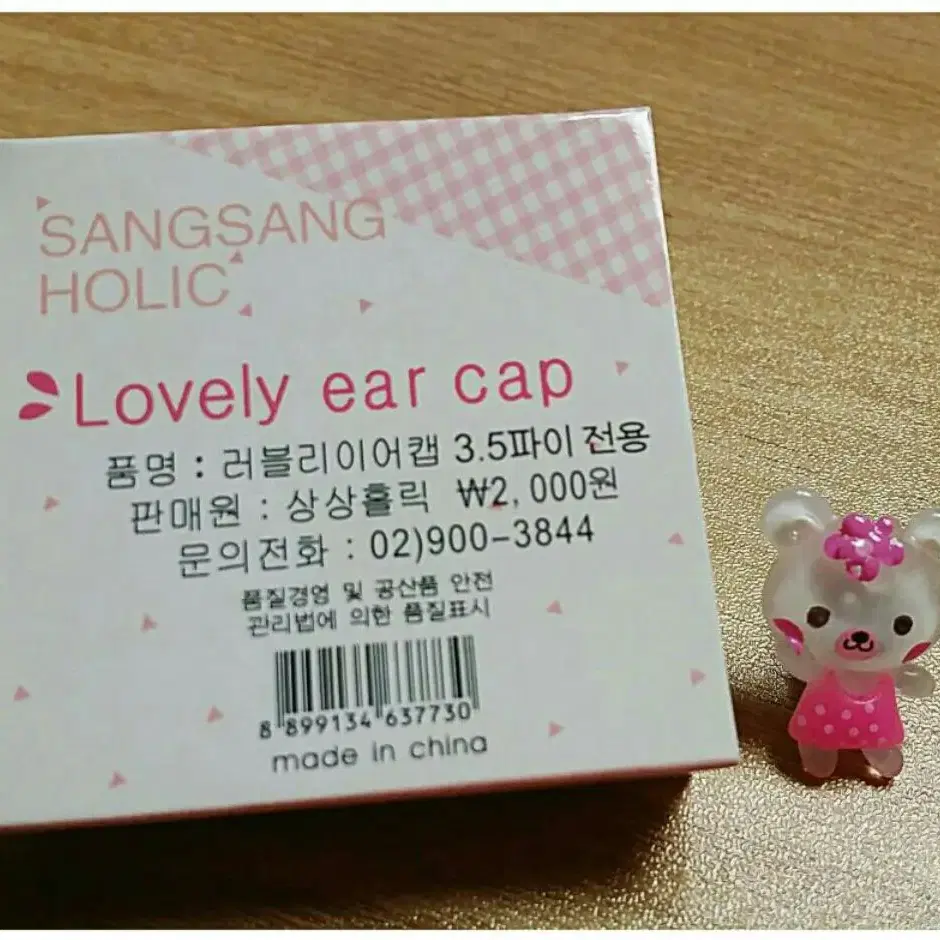 SANGSANG
HOLIC
Lovely ear cap
품명 : 러블리이어캡 3.5파이 전용
판매원 : 상상홀릭 ₩2,000원
문의전화 : 02)900-3844
품질경영 및 공산품 안전
관리법에 의한 품질표시
8 899134 637730
made in china